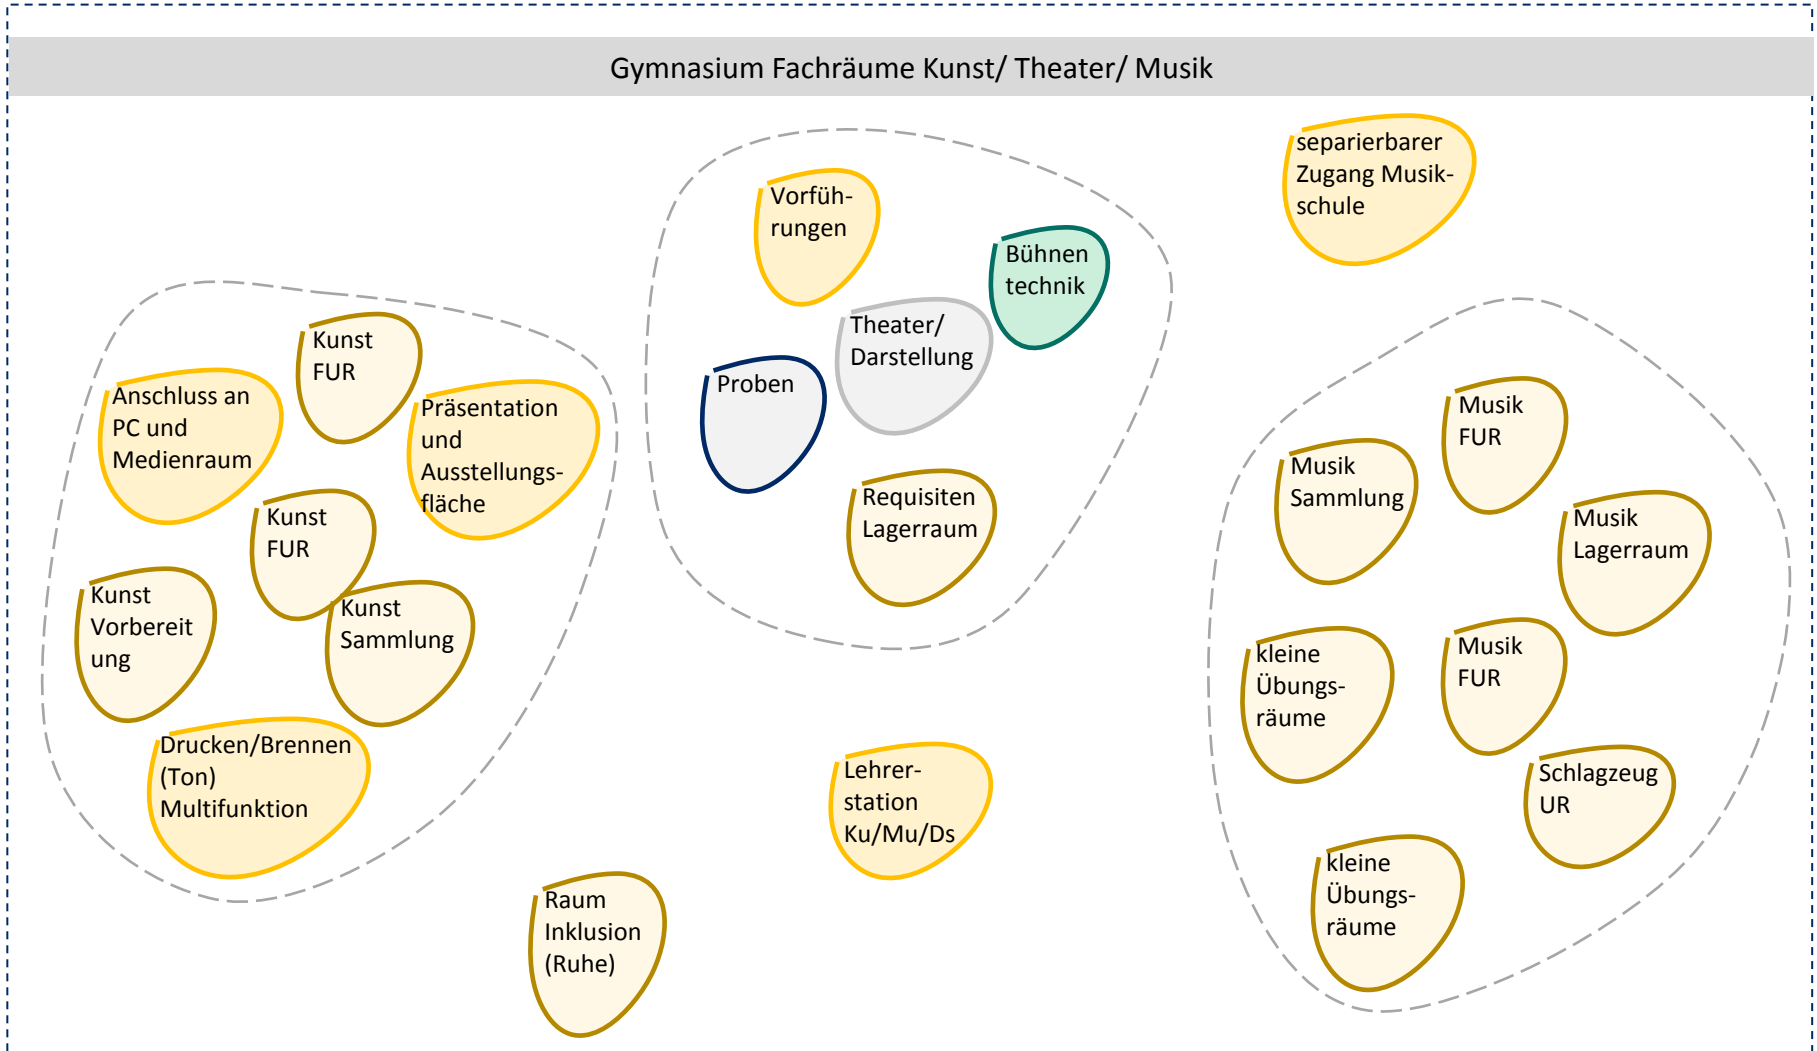 Gymnasium Fachräume Kunst/ Theater/ Musik
Kunst
FUR
Anschluss an
PC und
Medienraum
Präsentation
und
Ausstellungs-
fläche
Kunst
FUR
Kunst
Vorbereit
ung
Kunst
Sammlung
Drucken/Brennen
(Ton)
Multifunktion
Vorfüh-
rungen
Bühnen
technik
Theater/
Darstellung
Proben
Requisiten
Lagerraum
Lehrer-
station
Ku/Mu/Ds
Raum
Inklusion
(Ruhe)
separierbarer
Zugang Musik-
schule
Musik
FUR
Musik
Sammlung
Musik
Lagerraum
kleine
Übungs-
räume
Musik
FUR
Schlagzeug
UR
kleine
Übungs-
räume